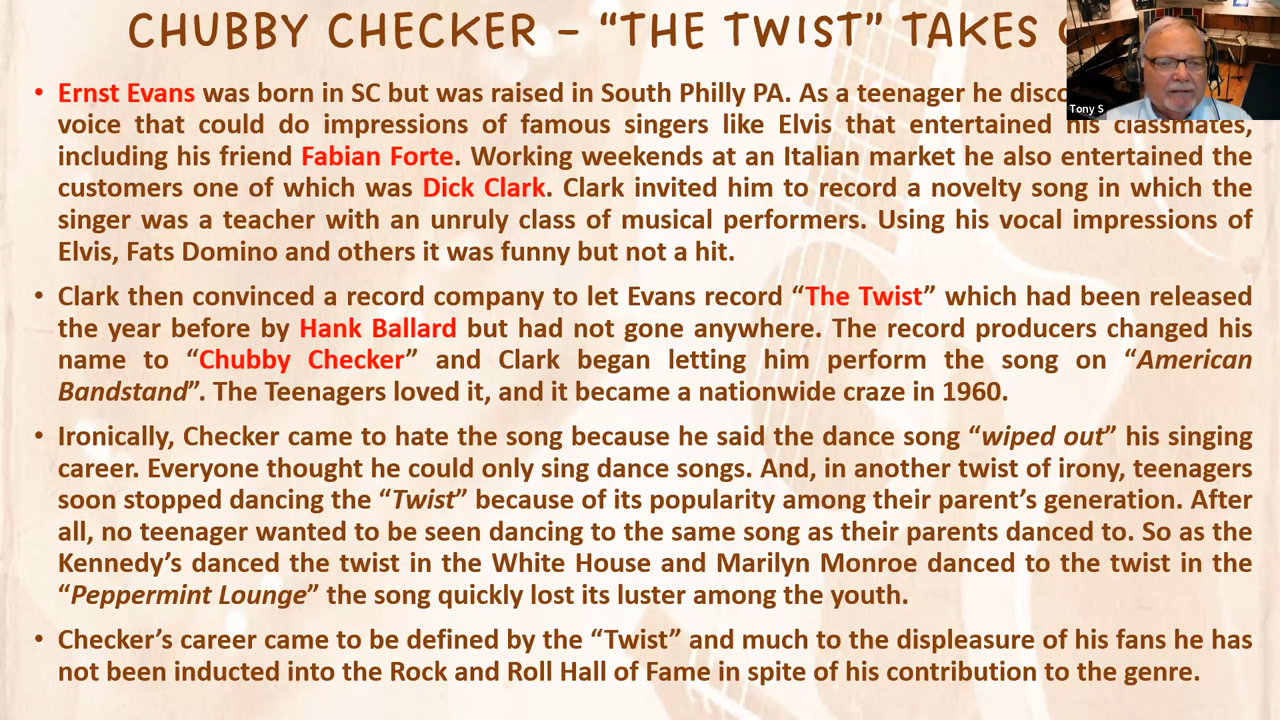 CHUBBY CHECKER – “THE TWIST” TAKES
• Ernst Evans was born in SC but was raised in South Philly PA. As a teenager he
voice that could do impressions of famous singers like Elvis that entertained his classmates,
including his friend Fabian Forte. Working weekends at an Italian market he also entertained the
customers one of which was Dick Clark. Clark invited him to record a novelty song in which the
singer was a teacher with an unruly class of musical performers. Using his vocal impressions of
Elvis, Fats Domino and others it was funny but not a hit.
• Clark then convinced a record company to let Evans record “The Twist” which had been released
the year before by Hank Ballard but had not gone anywhere. The record producers changed his
name to “Chubby Checker” and Clark began letting him perform the song on “American
Bandstand”. The Teenagers loved it, and it became a nationwide craze in 1960.
• Ironically, Checker came to hate the song because he said the dance song “wiped out” his singing
career. Everyone thought he could only sing dance songs. And, in another twist of irony, teenagers
soon stopped dancing the “Twist” because of its popularity among their parent’s generation. After
all, no teenager wanted to be seen dancing to the same song as their parents danced to. So as the
Kennedy’s danced the twist in the White House and Marilyn Monroe danced to the twist in the
“Peppermint Lounge” the song quickly lost its luster among the youth.
• Checker’s career came to be defined by the “Twist” and much to the displeasure of his fans he has
not been inducted into the Rock and Roll Hall of Fame in spite of his contribution to the genre.
Tony S